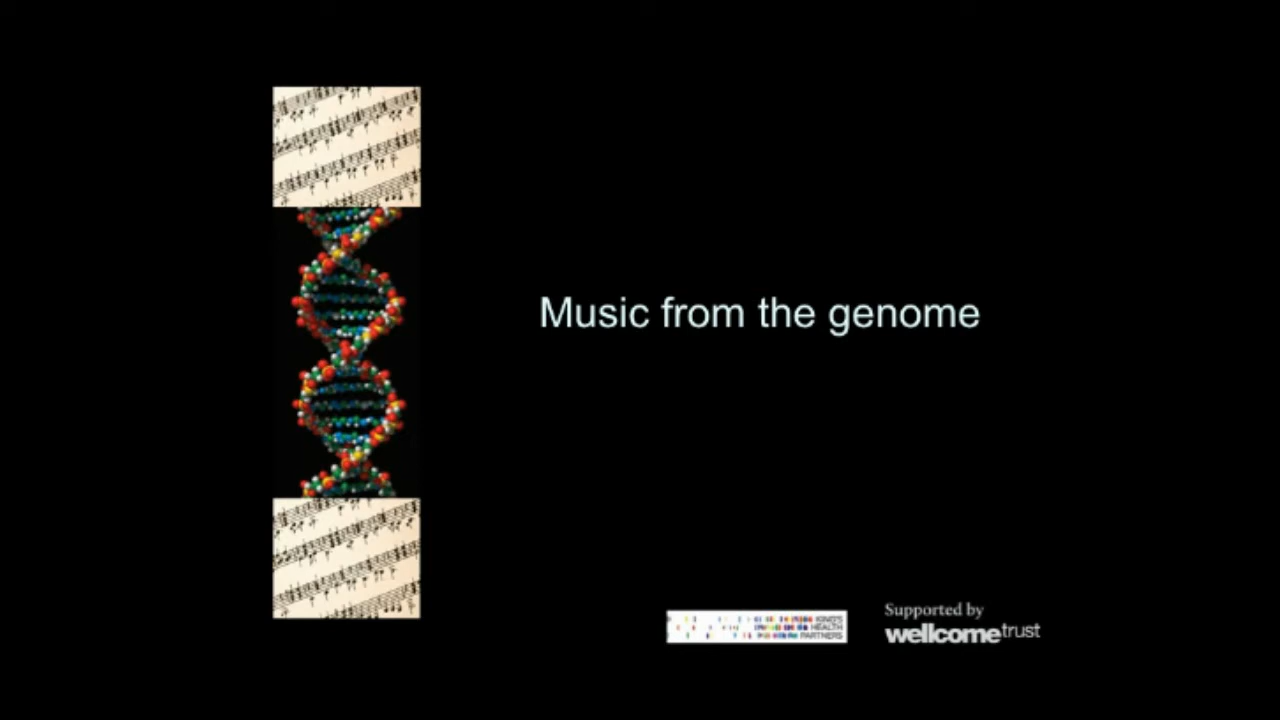 Music from the genome
Supported by
wellcometrust
KING'S
HEALTH
PARTNERS